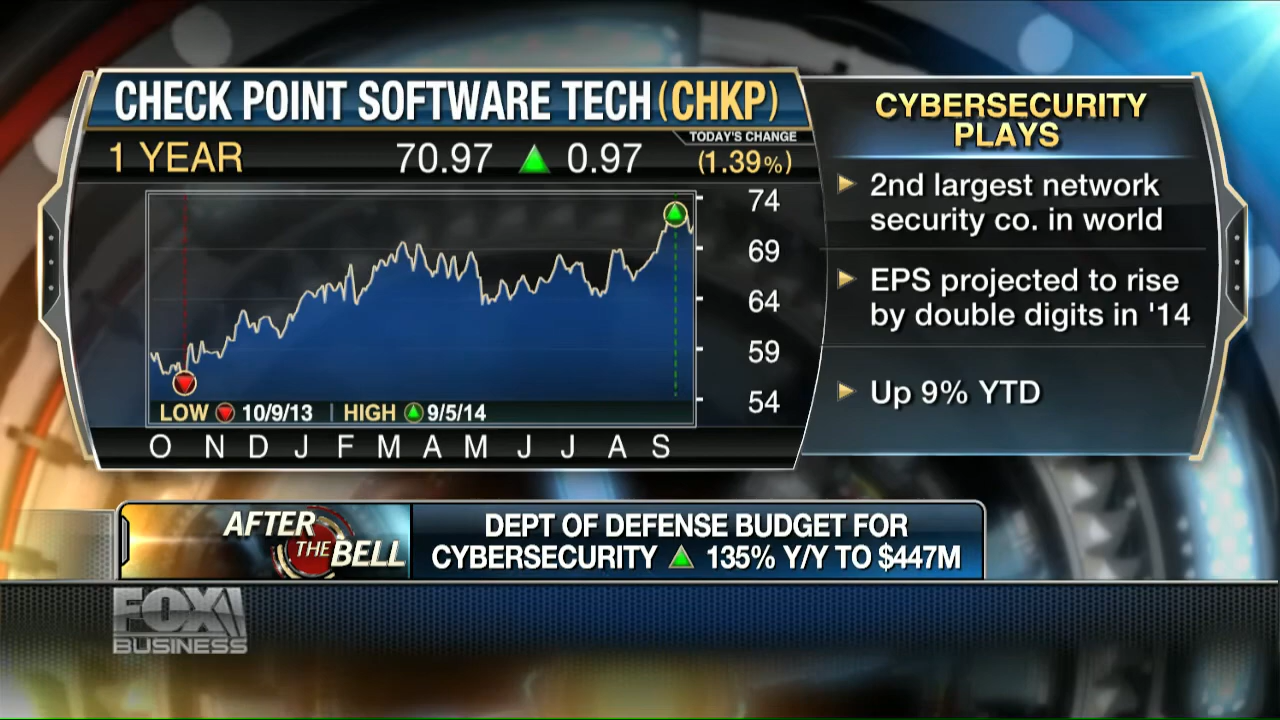 CHECK POINT SOFTWARE TECH (CHKP)
TODAY'S CHANGE
1 YEAR 70.97 0.97 (1.39%)
74
69
64
59
54
LOW 10/9/13 | HIGH 9/5/14
O N D J F M A M J J A S
CYBERSECURITY
PLAYS
2nd largest network
security co. in world
EPS projected to rise
by double digits in '14
Up 9% YTD
AFTER
THE BELL
DEPT OF DEFENSE BUDGET FOR
CYBERSECURITY 135% Y/Y TO $447M
FOX
BUSINESS